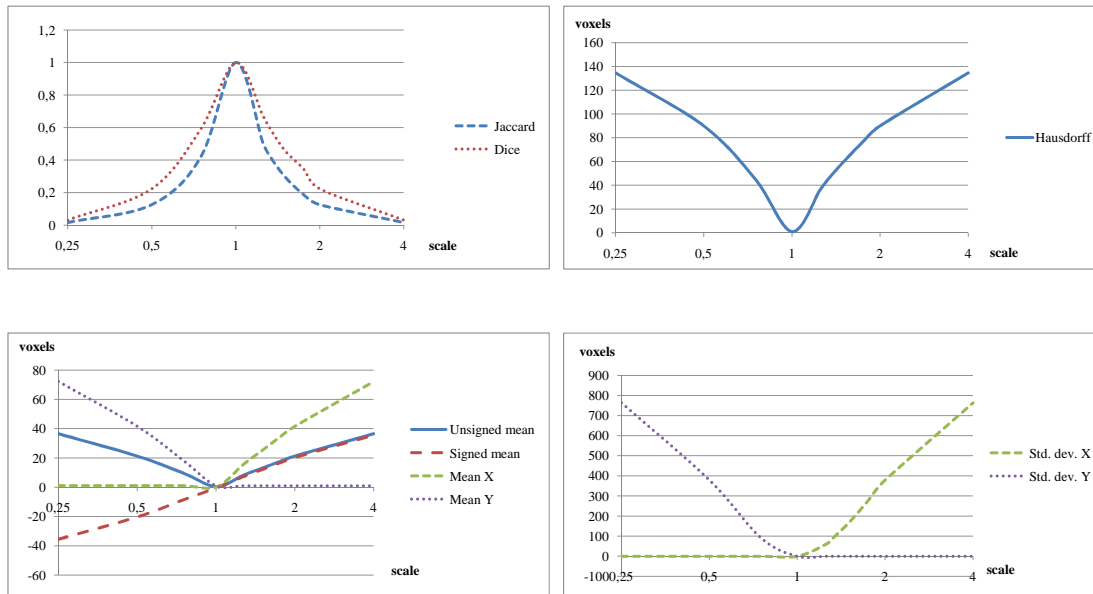 1,2
1
0,8
0,6
0,4
0,2
0
0,25 0,5 1 2 4
scale
Jaccard
Dice
voxels
160
140
120
100
80
60
40
20
0
0,25 0,5 1 2 4
scale
Hausdorff
voxels
80
60
40
20
0
-20
-40
-60
0,25 0,5 1 2 4
scale
Unsigned mean
Signed mean
Mean X
Mean Y
voxels
900
800
700
600
500
400
300
200
100
0
-100
0,25 0,5 1 2 4
scale
Std. dev. X
Std. dev. Y